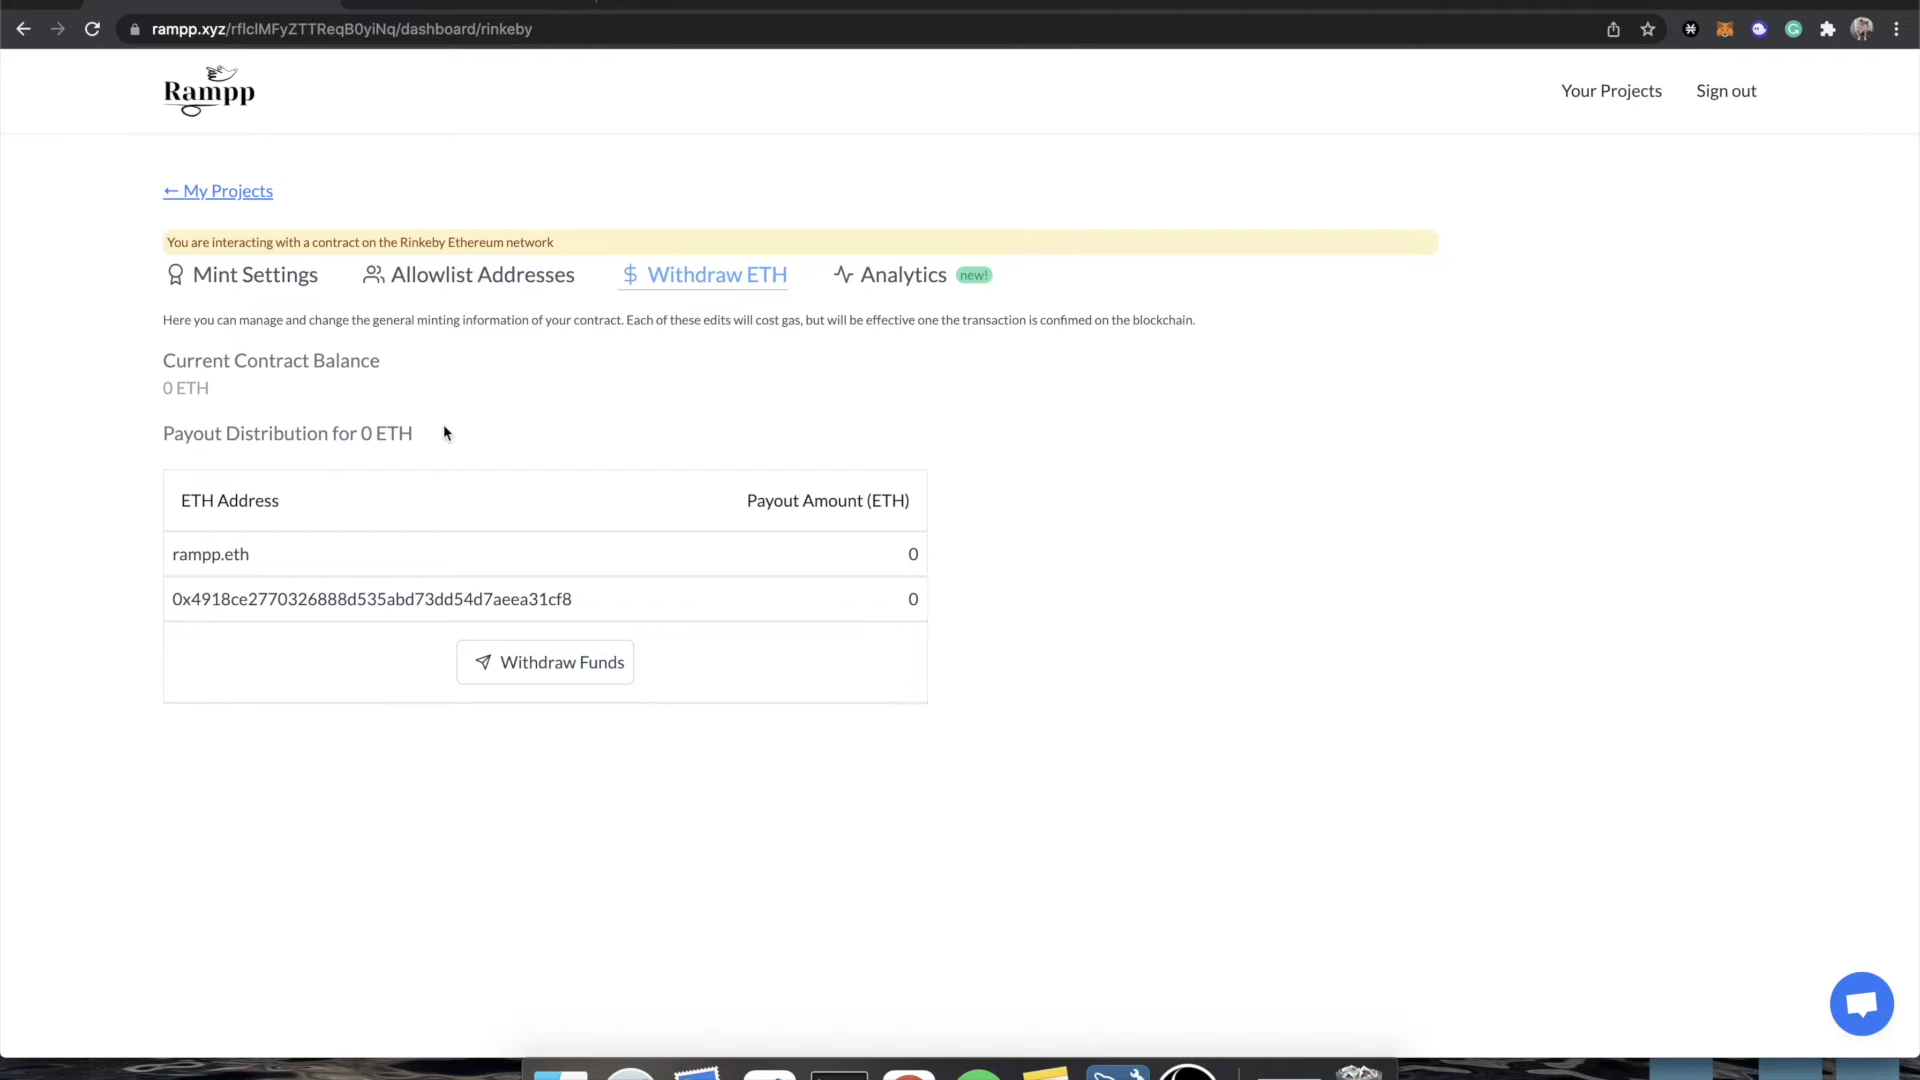 rampp.xyz/rflclMFyZTTReqB0yiNq/dashboard/rinkeby
Rampp
Your Projects
Sign out
← My Projects
You are interacting with a contract on the Rinkeby Ethereum network
Mint Settings
Allowlist Addresses
Withdraw ETH
Analytics new!
Here you can manage and change the general minting information of your contract. Each of these edits will cost gas, but will be effective one the transaction is confimed on the blockchain.
Current Contract Balance
0 ETH
Payout Distribution for 0 ETH
ETH Address
Payout Amount (ETH)
rampp.eth
0
0x4918ce2770326888d535abd73dd54d7aeea31cf8
0
Withdraw Funds